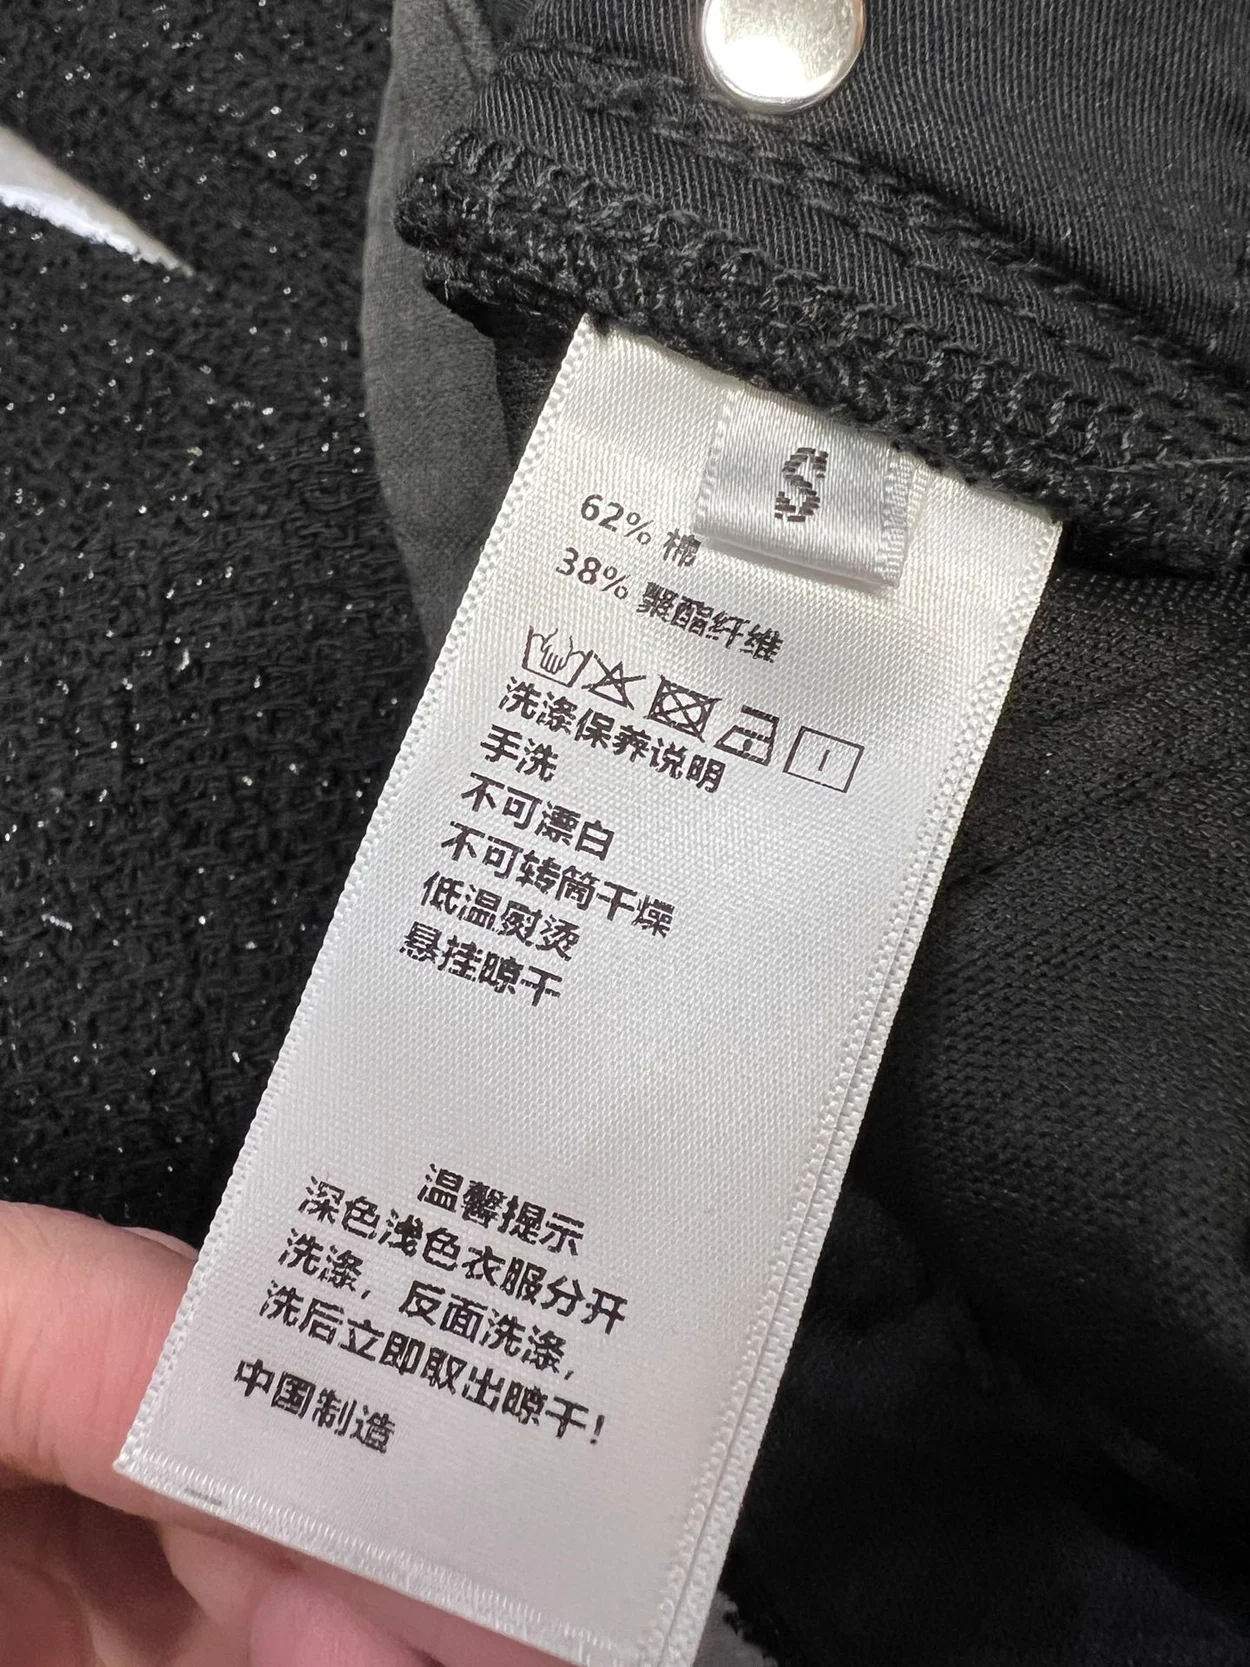 S
62% 棉
38% 聚酯纤维
洗涤保养说明
手洗
不可漂白
不可转筒干燥
低温熨烫
悬挂晾干
温馨提示
深色浅色衣服分开
洗涤，反面洗涤，
洗后立即取出晾干！
中国制造